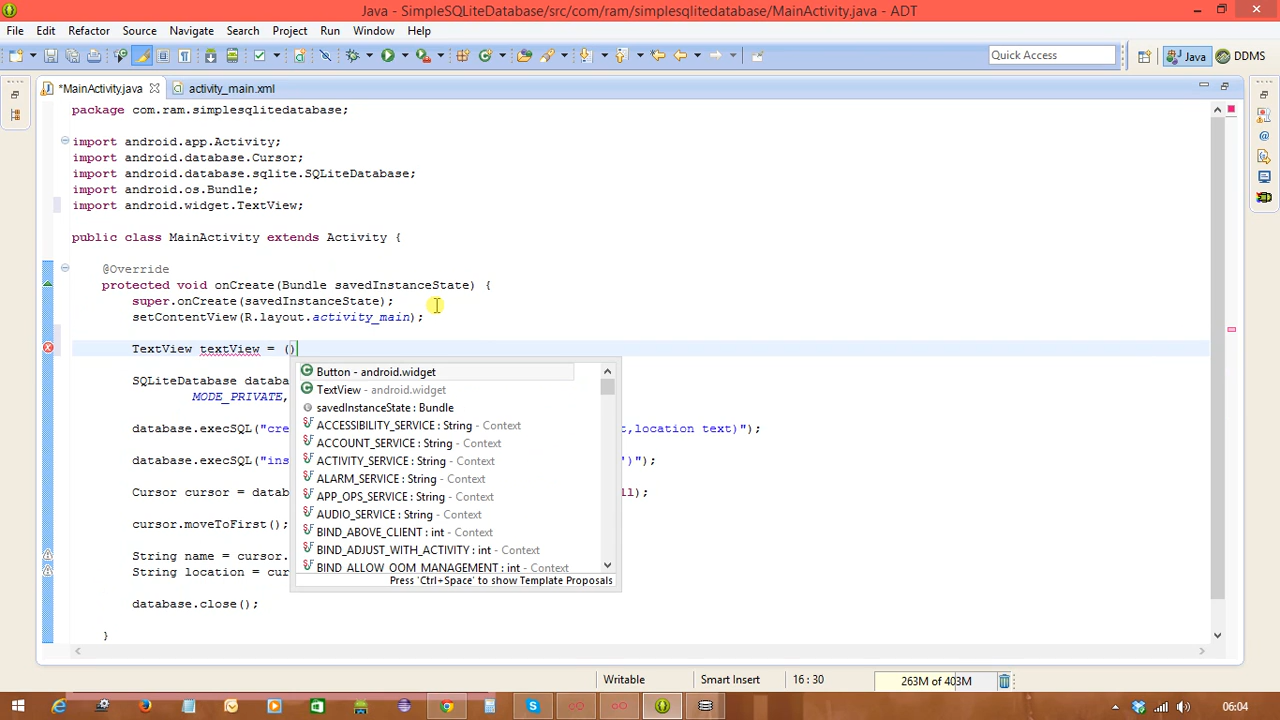 Java - SimpleSQLiteDatabase/src/com/ram/simplesqlitedatabase/MainActivity.java - ADT
File Edit Refactor Source Navigate Search Project Run Window Help
Quick Access
Java
DDMS
*MainActivity.java
activity_main.xml
package com.ram.simplesqlitedatabase;
import android.app.Activity;
import android.database.Cursor;
import android.database.sqlite.SQLiteDatabase;
import android.os.Bundle;
import android.widget.TextView;
public class MainActivity extends Activity {
@Override
protected void onCreate(Bundle savedInstanceState) {
super.onCreate(savedInstanceState);
setContentView(R.layout.activity_main);
TextView textView = ()
SQLiteDatabase databa
MODE_PRIVATE,
database.execSQL("cre t,location text)");
database.execSQL("ins ')");
Cursor cursor = datab ll);
cursor.moveToFirst();
String name = cursor.
String location = cur
database.close();
}
Button - android.widget
TextView - android.widget
savedInstanceState : Bundle
ACCESSIBILITY_SERVICE : String - Context
ACCOUNT_SERVICE : String - Context
ACTIVITY_SERVICE : String - Context
ALARM_SERVICE : String - Context
APP_OPS_SERVICE : String - Context
AUDIO_SERVICE : String - Context
BIND_ABOVE_CLIENT : int - Context
BIND_ADJUST_WITH_ACTIVITY : int - Context
BIND_ALLOW_OOM_MANAGEMENT : int - Context
Press 'Ctrl+Space' to show Template Proposals
Writable
Smart Insert
16 : 30
263M of 403M
06:04